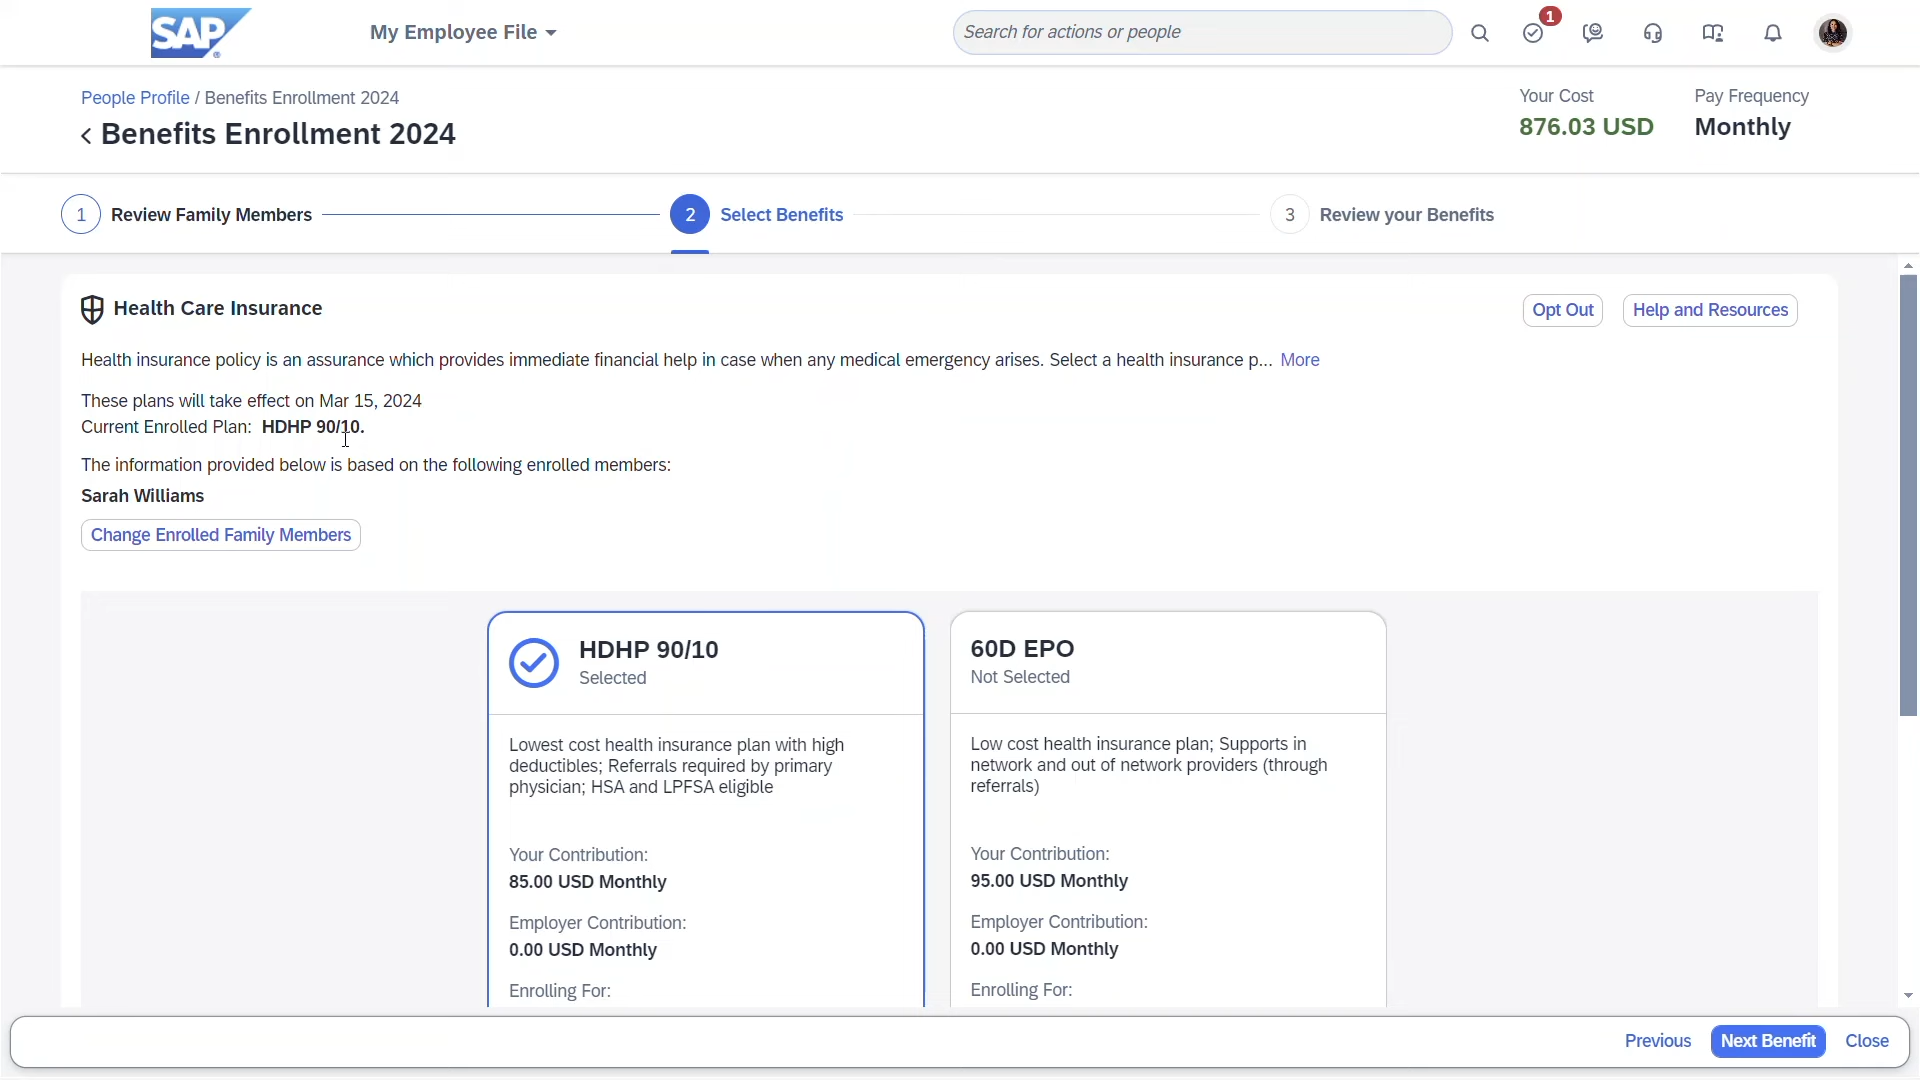 SAP
My Employee File
Search for actions or people
1
People Profile / Benefits Enrollment 2024
Benefits Enrollment 2024
Your Cost
876.03 USD
Pay Frequency
Monthly
1 Review Family Members
2 Select Benefits
3 Review your Benefits
Health Care Insurance
Opt Out
Help and Resources
Health insurance policy is an assurance which provides immediate financial help in case when any medical emergency arises. Select a health insurance p... More
These plans will take effect on Mar 15, 2024
Current Enrolled Plan: HDHP 90/10.
The information provided below is based on the following enrolled members:
Sarah Williams
Change Enrolled Family Members
HDHP 90/10
Selected
Lowest cost health insurance plan with high
deductibles; Referrals required by primary
physician; HSA and LPFSA eligible
Your Contribution:
85.00 USD Monthly
Employer Contribution:
0.00 USD Monthly
Enrolling For:
60D EPO
Not Selected
Low cost health insurance plan; Supports in
network and out of network providers (through
referrals)
Your Contribution:
95.00 USD Monthly
Employer Contribution:
0.00 USD Monthly
Enrolling For:
Previous
Next Benefit
Close